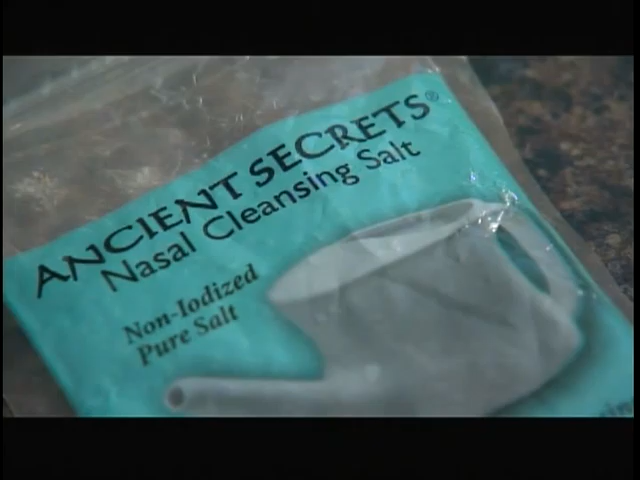 ANCIENT SECRETS®
Nasal Cleansing Salt
Non-Iodized
Pure Salt